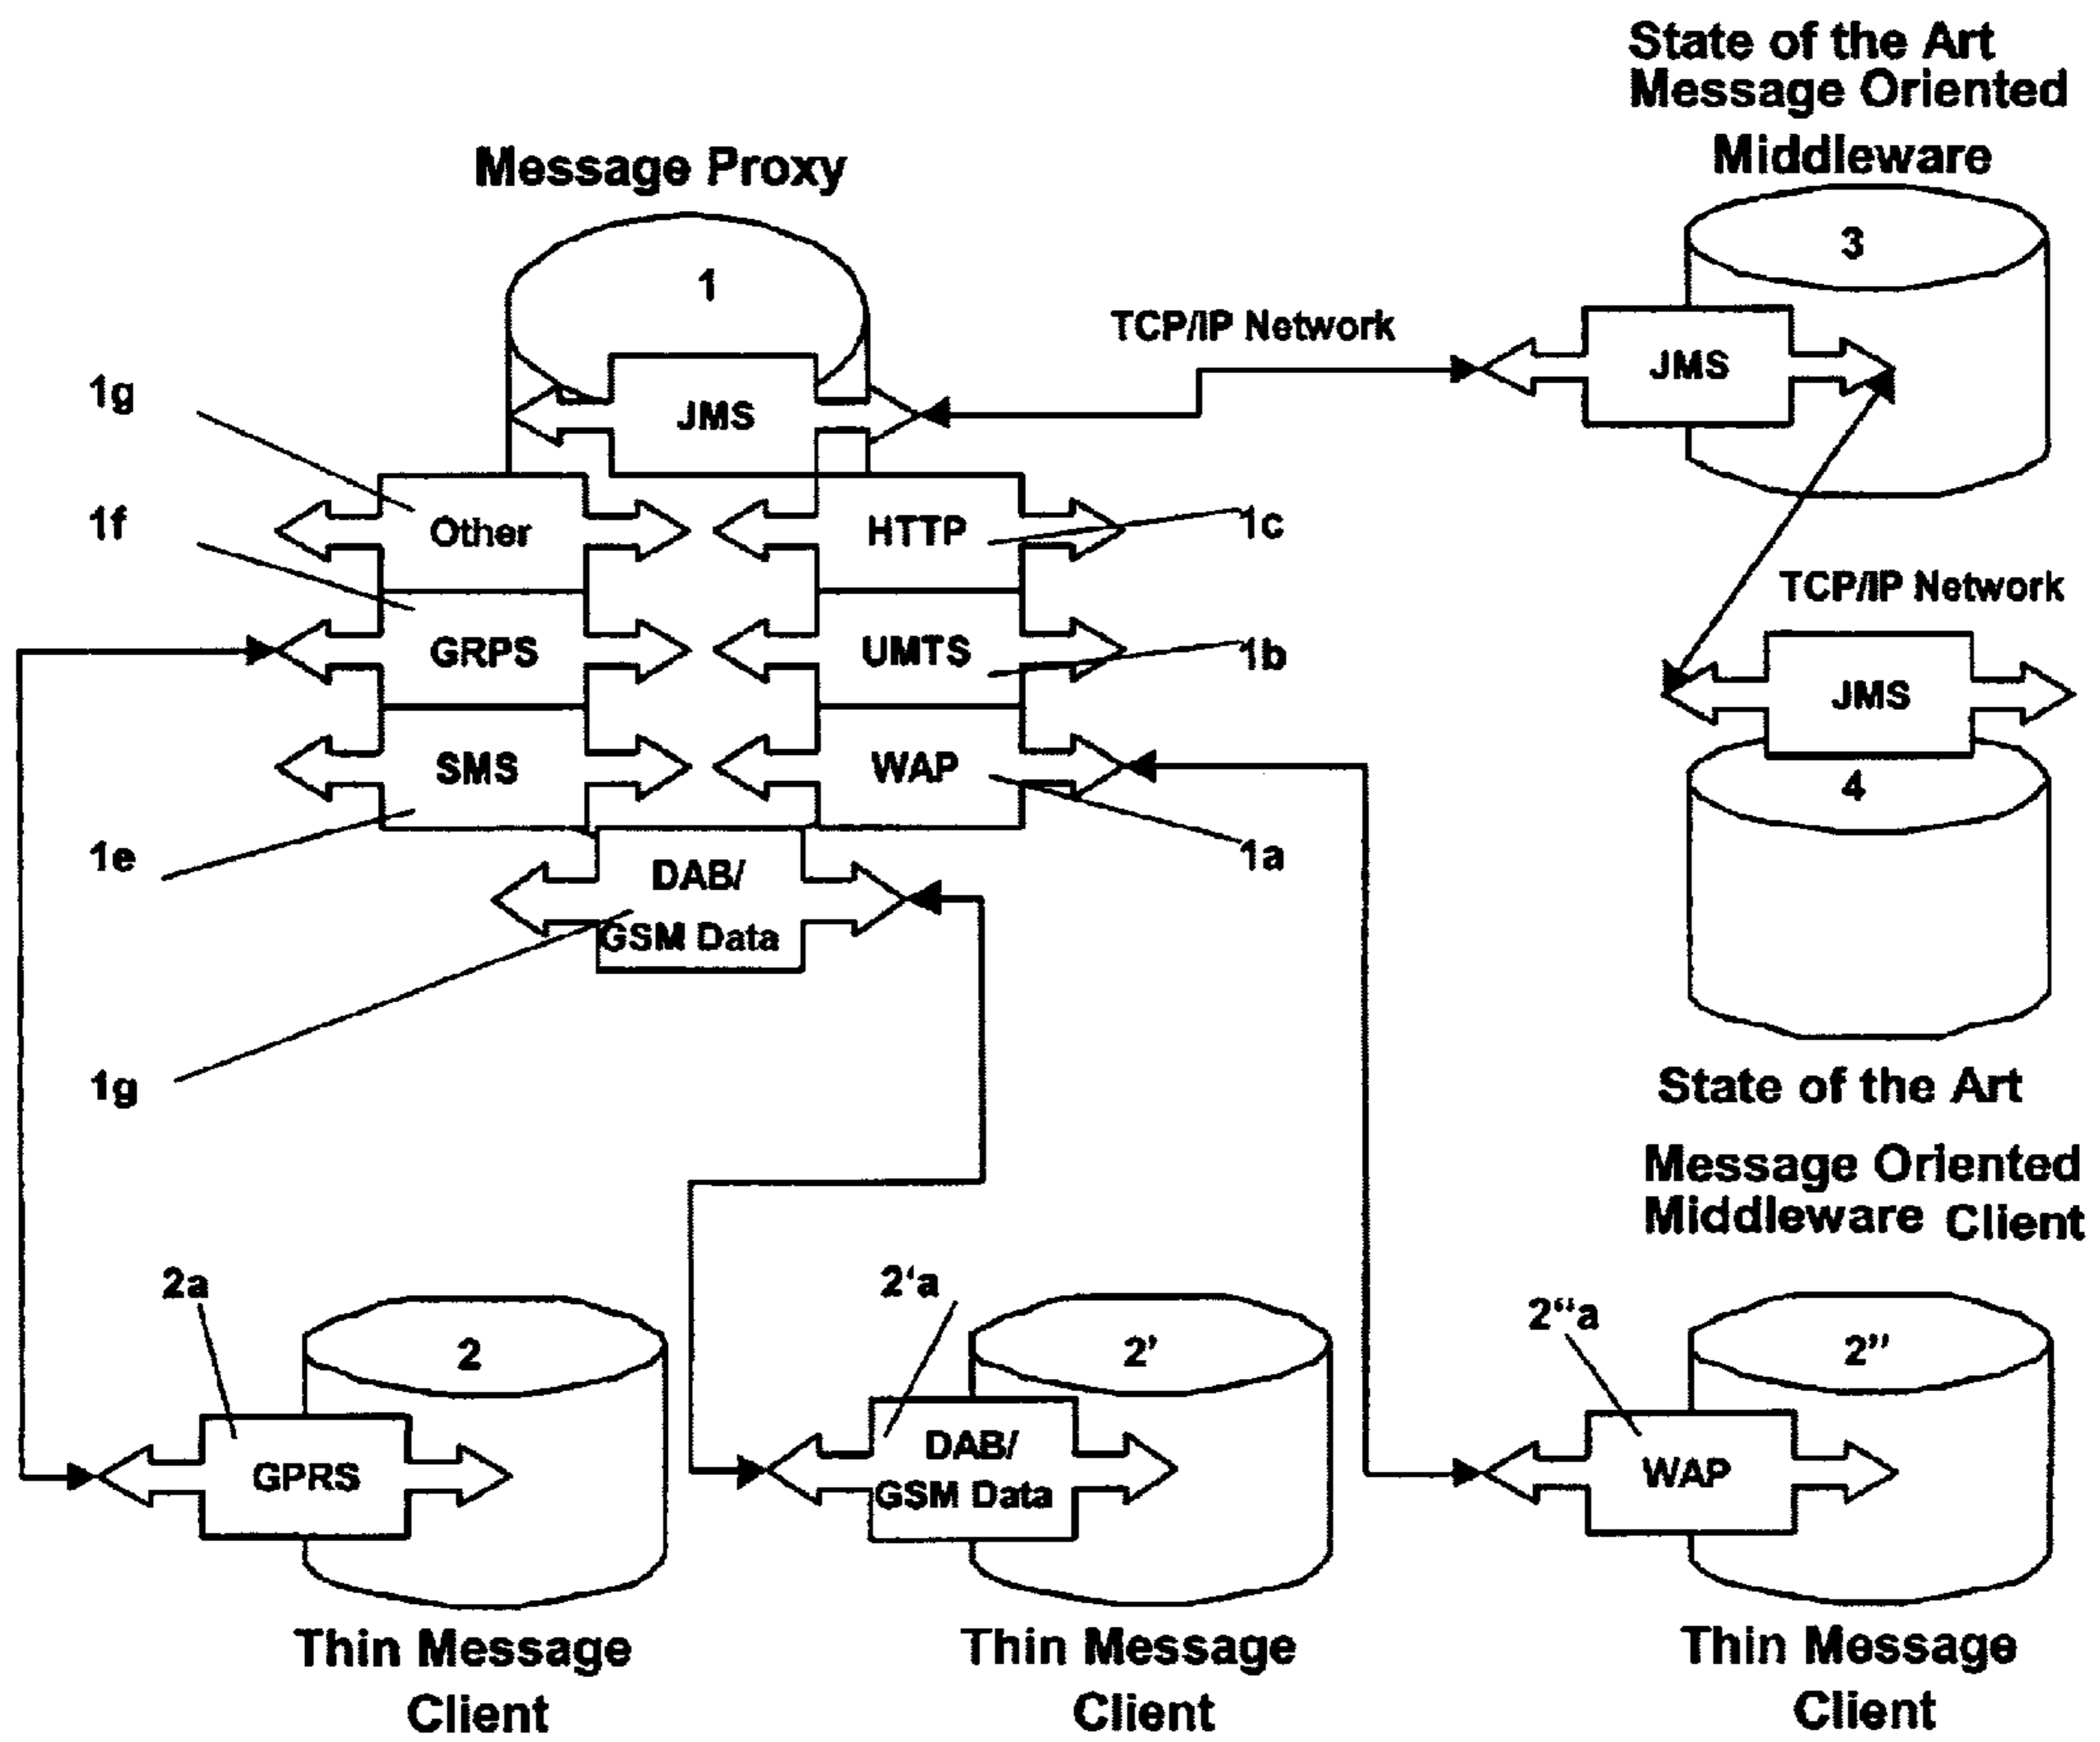 State of the Art
Message Oriented
Middleware
Message Proxy
3
1
TCP/IP Network
JMS
1g
JMS
1f
Other
HTTP
1c
TCP/IP Network
GRPS
UMTS
1b
JMS
SMS
WAP
4
1e
1a
DAB/
GSM Data
1g
State of the Art
Message Oriented
Middleware Client
2a
2'a
2"a
2
2'
2"
GPRS
DAB/
GSM Data
WAP
Thin Message
Client
Thin Message
Client
Thin Message
Client